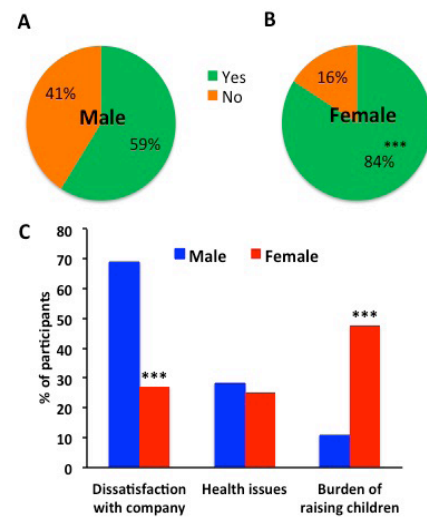 A
B
41%
Male
59%
Yes
No
16%
Female
***
84%
C
Male
Female
% of participants
80
70
60
50
40
30
20
10
0
***
***
Dissatisfaction
with company
Health issues
Burden of
raising children